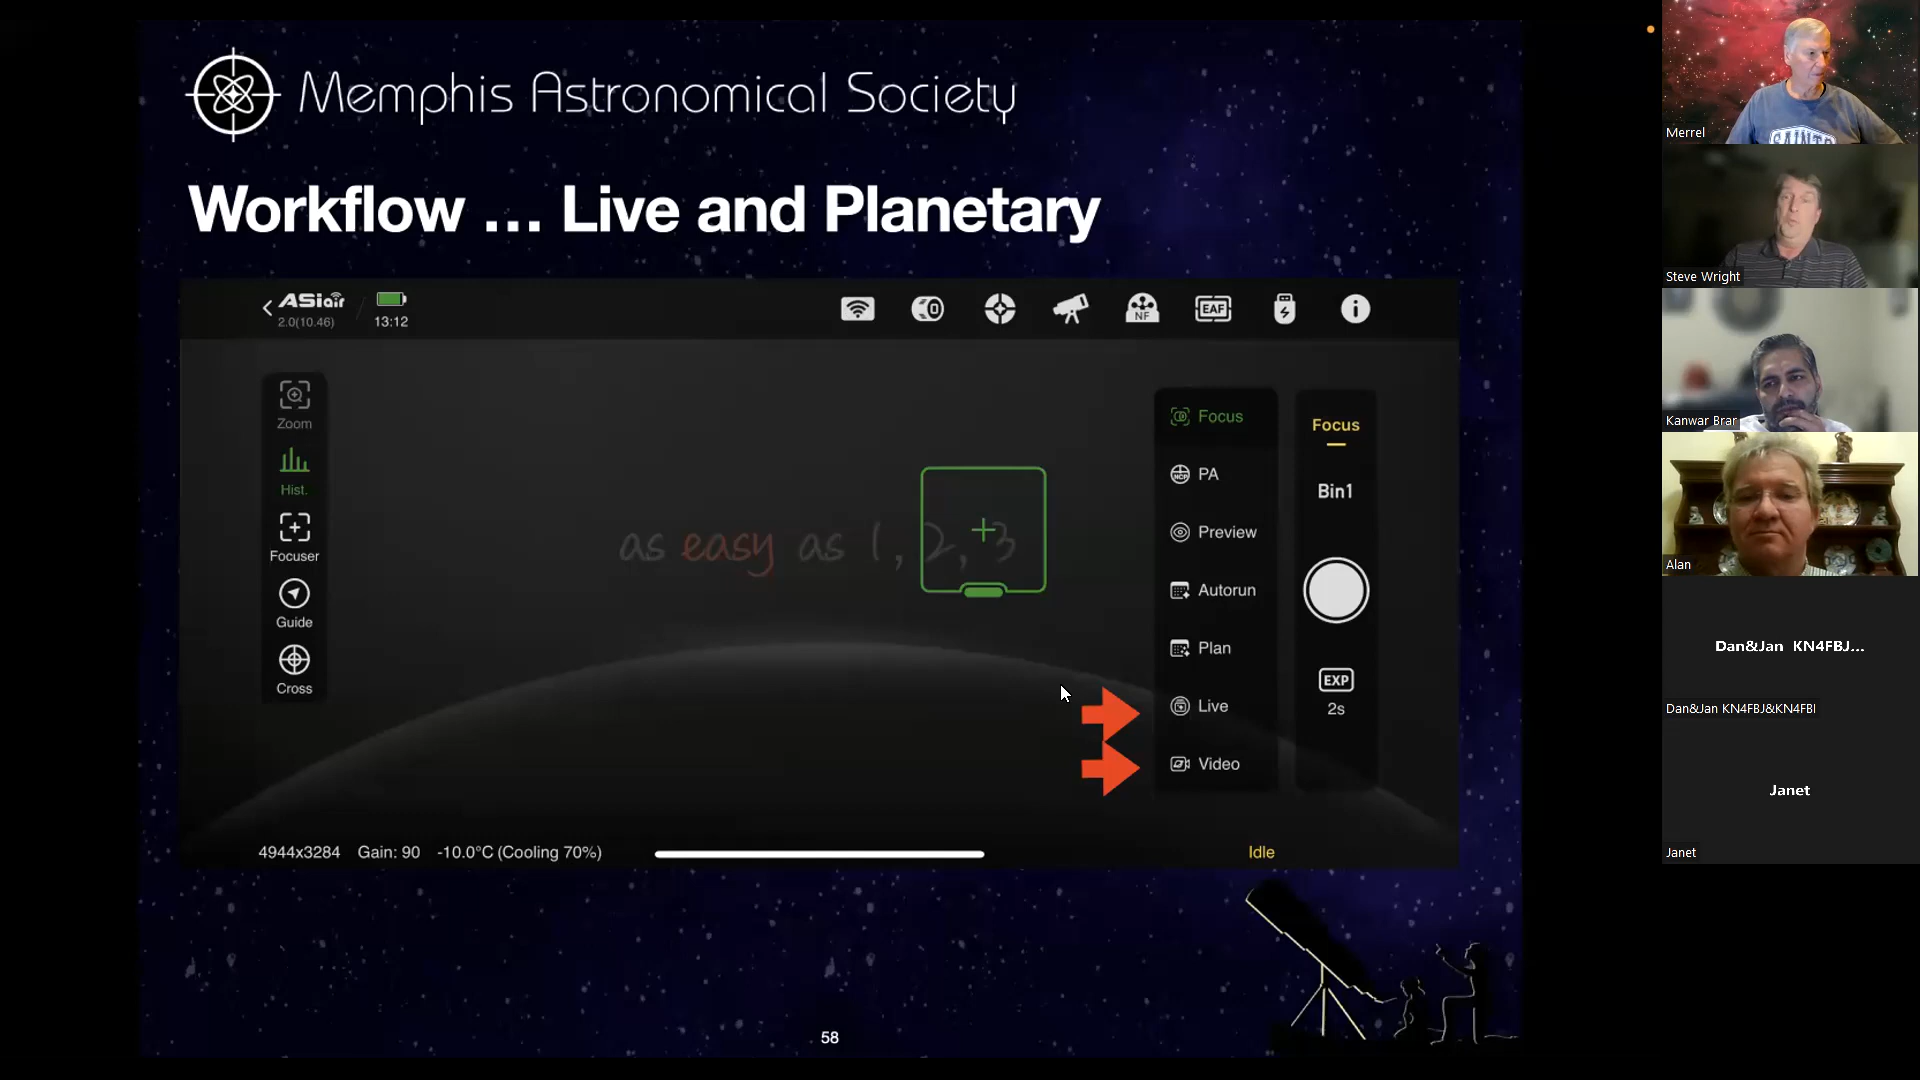 Memphis Astronomical Society
Workflow ... Live and Planetary
ASIair
2.0(10.46)
13:12
NF
EAF
Zoom
Hist.
Focuser
Guide
Cross
as easy as 1, 2, 3
Focus
PA
Preview
Autorun
Plan
Live
Video
Focus
Bin1
EXP
2s
4944x3284 Gain: 90 -10.0°C (Cooling 70%)
Idle
58
Merrel
SAINTS
Steve Wright
Kanwar Brar
Alan
Dan&Jan KN4FBJ...
Dan&Jan KN4FBJ&KN4FBI
Janet
Janet